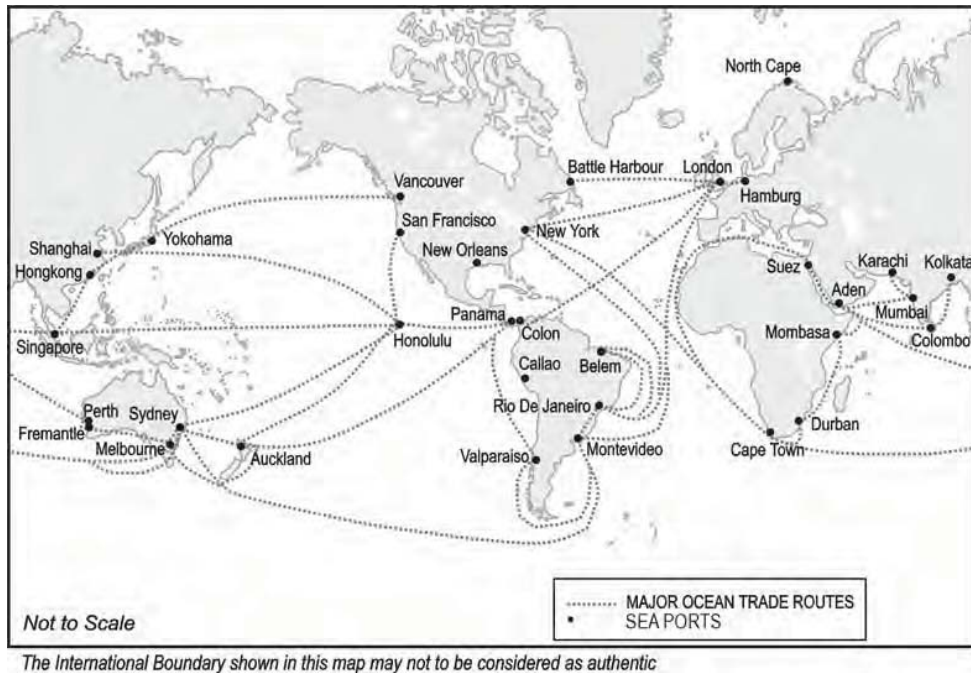 North Cape
Battle Harbour
London
Hamburg
Vancouver
San Francisco
New York
Yokohama
Shanghai
New Orleans
Hongkong
Suez
Karachi
Kolkata
Aden
Panama
Colon
Mumbai
Singapore
Honolulu
Mombasa
Colombo
Callao
Belem
Rio De Janeiro
Perth
Sydney
Fremantle
Durban
Melbourne
Auckland
Valparaiso
Montevideo
Cape Town
MAJOR OCEAN TRADE ROUTES
SEA PORTS
Not to Scale
The International Boundary shown in this map may not to be considered as authentic